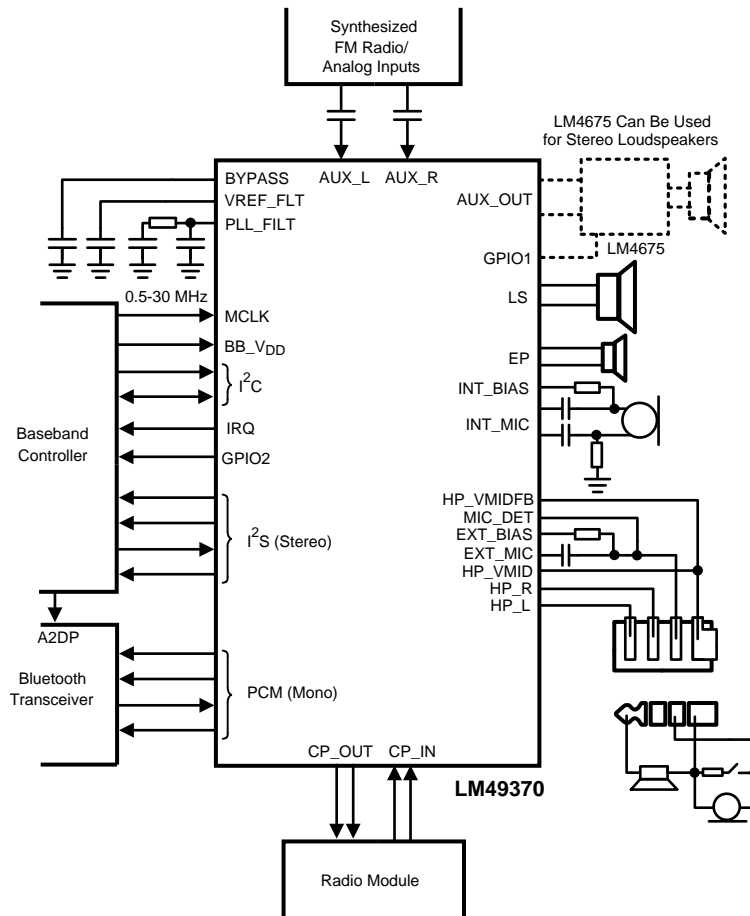 Synthesized
FM Radio/
Analog Inputs
LM4675 Can Be Used
for Stereo Loudspeakers
BYPASS
AUX_L
AUX_R
VREF_FLT
AUX_OUT
PLL_FILT
LM4675
GPIO1
0.5-30 MHz
LS
MCLK
BB_VDD
EP
I2C
INT_BIAS
INT_MIC
IRQ
Baseband
Controller
GPIO2
HP_VMIDFB
MIC_DET
EXT_BIAS
I2S (Stereo)
EXT_MIC
HP_VMID
HP_R
HP_L
A2DP
Bluetooth
Transceiver
PCM (Mono)
CP_OUT
CP_IN
LM49370
Radio Module